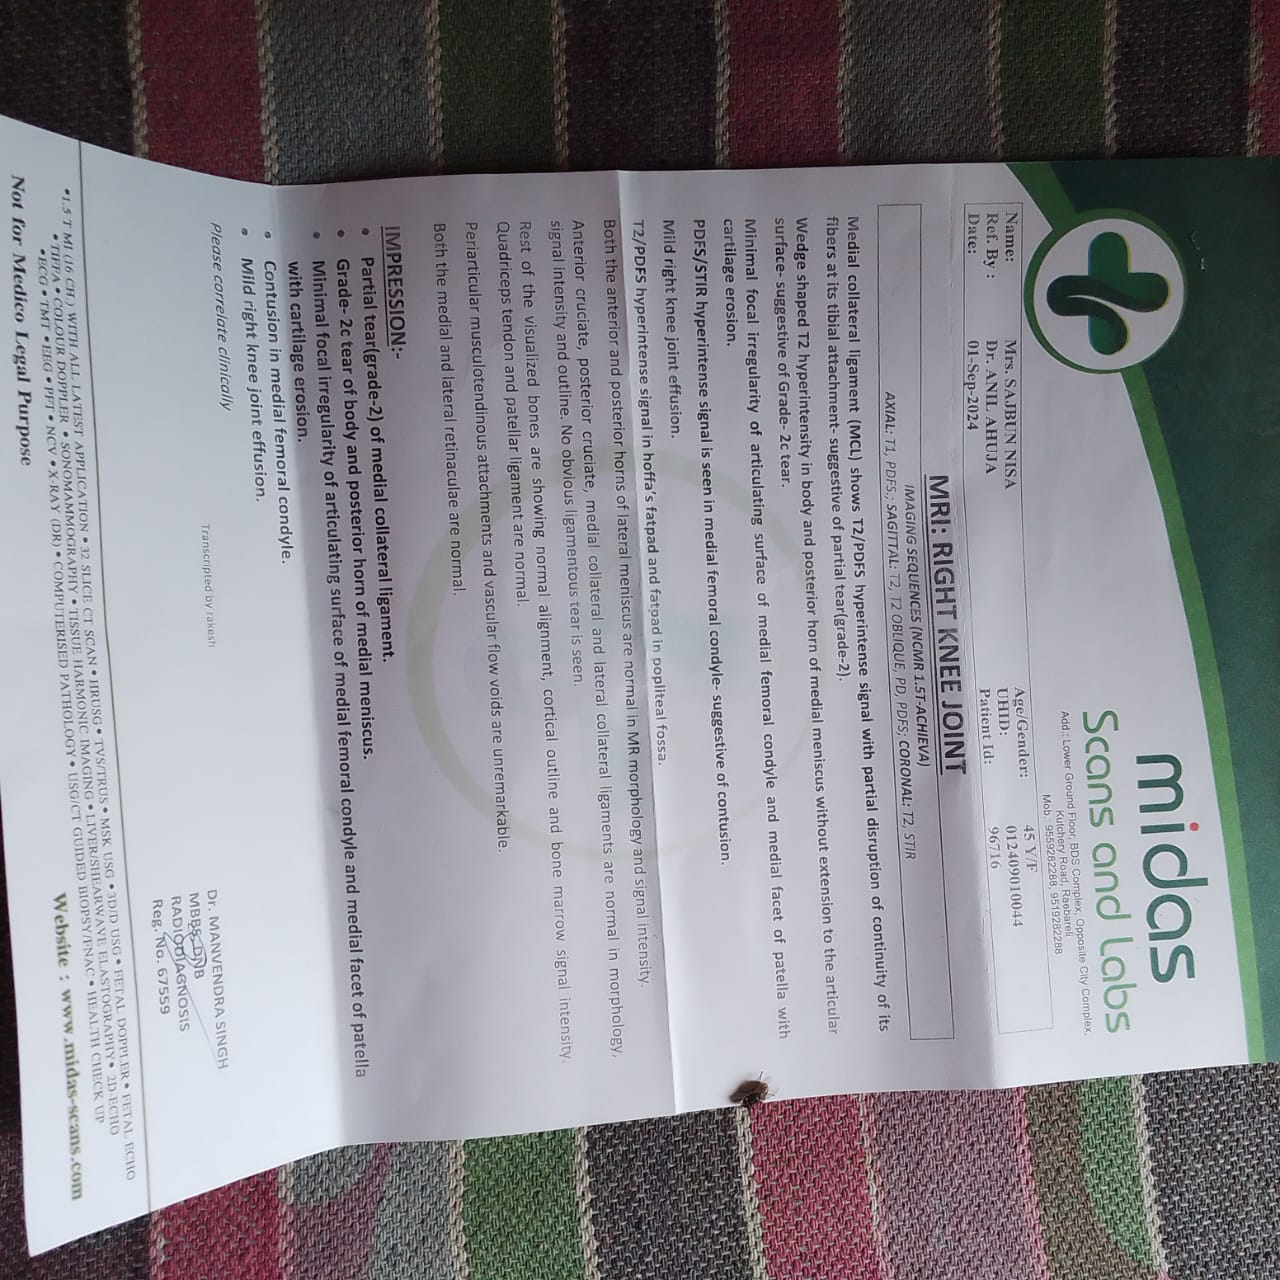 midas
Scans and Labs
Add.: Lower Ground Floor, BDS Complex, Opposite City Complex,
Kutchery Road, Raebareli
Mob.: 9559282288, 9519282288
Name: Mrs. SAJBUN NISA Age/Gender: 45 Y/F
Ref. By : Dr. ANIL AHUJA UHID: 012409010044
Date: 01-Sep-2024 Patient Id: 96716
MRI: RIGHT KNEE JOINT
IMAGING SEQUENCES (NCMR 1.5T-ACHIEVA)
AXIAL: T1, PDFS,; SAGITTAL: T2, T2 OBLIQUE, PD, PDFS; CORONAL: T2, STIR
Medial collateral ligament (MCL) shows T2/PDFS hyperintense signal with partial disruption of continuity of its
fibers at its tibial attachment- suggestive of partial tear(grade-2).
Wedge shaped T2 hyperintensity in body and posterior horn of medial meniscus without extension to the articular
surface- suggestive of Grade- 2c tear.
Minimal focal irregularity of articulating surface of medial femoral condyle and medial facet of patella with
cartilage erosion.
PDFS/STIR hyperintense signal is seen in medial femoral condyle- suggestive of contusion.
Mild right knee joint effusion.
T2/PDFS hyperintense signal in hoffa's fatpad and fatpad in popliteal fossa.
Both the anterior and posterior horns of lateral meniscus are normal in MR morphology and signal intensity.
Anterior cruciate, posterior cruciate, medial collateral and lateral collateral ligaments are normal in morphology,
signal intensity and outline. No obvious ligamentous tear is seen.
Rest of the visualized bones are showing normal alignment, cortical outline and bone marrow signal intensity.
Quadriceps tendon and patellar ligament are normal.
Periarticular musculotendinous attachments and vascular flow voids are unremarkable.
Both the medial and lateral retinaculae are normal.
IMPRESSION:-
• Partial tear(grade-2) of medial collateral ligament.
• Grade- 2c tear of body and posterior horn of medial meniscus.
• Minimal focal irregularity of articulating surface of medial femoral condyle and medial facet of patella
with cartilage erosion.
• Contusion in medial femoral condyle.
• Mild right knee joint effusion.
Please correlate clinically
Transcripted by:rakesh
Dr. MANVENDRA SINGH
MBBS, DNB
RADIODIAGNOSIS
Reg. No. 67559
•1.5 T MI (16 CH ) WITH ALL LATEST APPLICATION • 32 SLICE CT SCAN • HRUSG • TVS/TRUS • MSK USG • 3D/D USG • FETAL DOPPLER • FETAL ECHO
• TIFFA • COLOUR DOPPLER • SONOMAMMOGRAPHY • TISSUE HARMONIC IMAGING • LIVER/SHEARWAVE ELASTOGRAPHY • 2D-ECHO
•ECG • TMT • EEG • PFT • NCV • X-RAY (DR) • COMPUTERISED PATHOLOGY • USG/CT GUIDED BIOPSY/FNAC • HEALTH CHECK UP
Not for Medico Legal Purpose Website : www.midas-scans.com